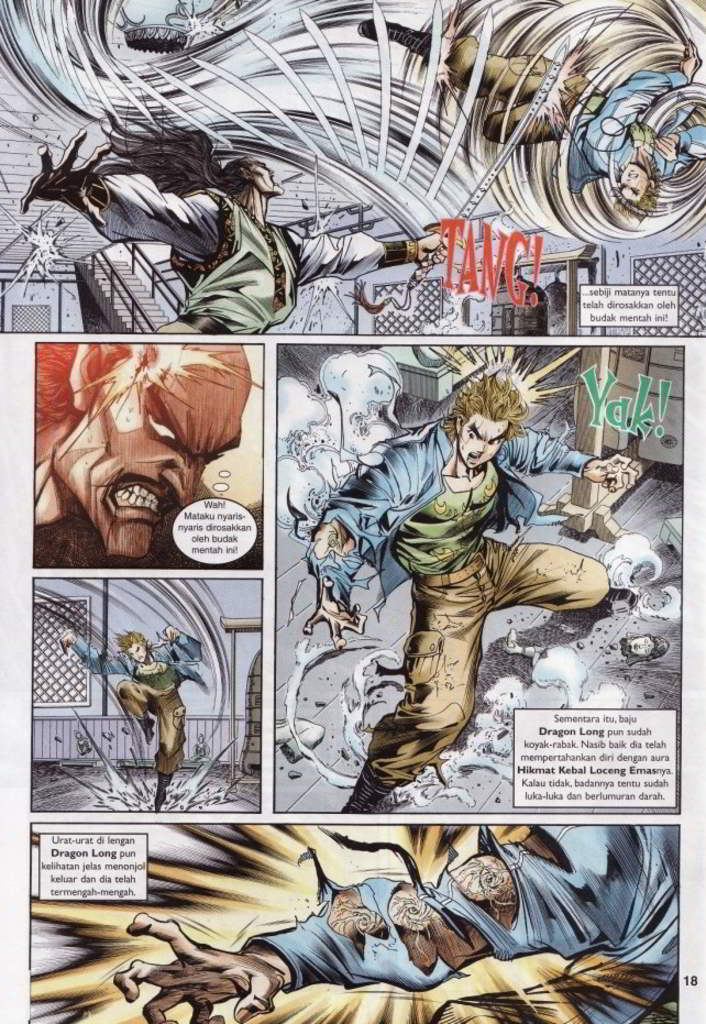 TANG!
...sebiji matanya tentu
telah dirosakkan oleh
budak mentah ini!
Wah!
Mataku nyaris-
nyaris dirosakkan
oleh budak
mentah ini!
Yak!
Sementara itu, baju
Dragon Long pun sudah
koyak-rabak. Nasib baik dia telah
mempertahankan diri dengan aura
Hikmat Kebal Loceng Emasnya.
Kalau tidak, badannya tentu sudah
luka-luka dan berlumuran darah.
Urat-urat di lengan
Dragon Long pun
kelihatan jelas menonjol
keluar dan dia telah
termengah-mengah.
18